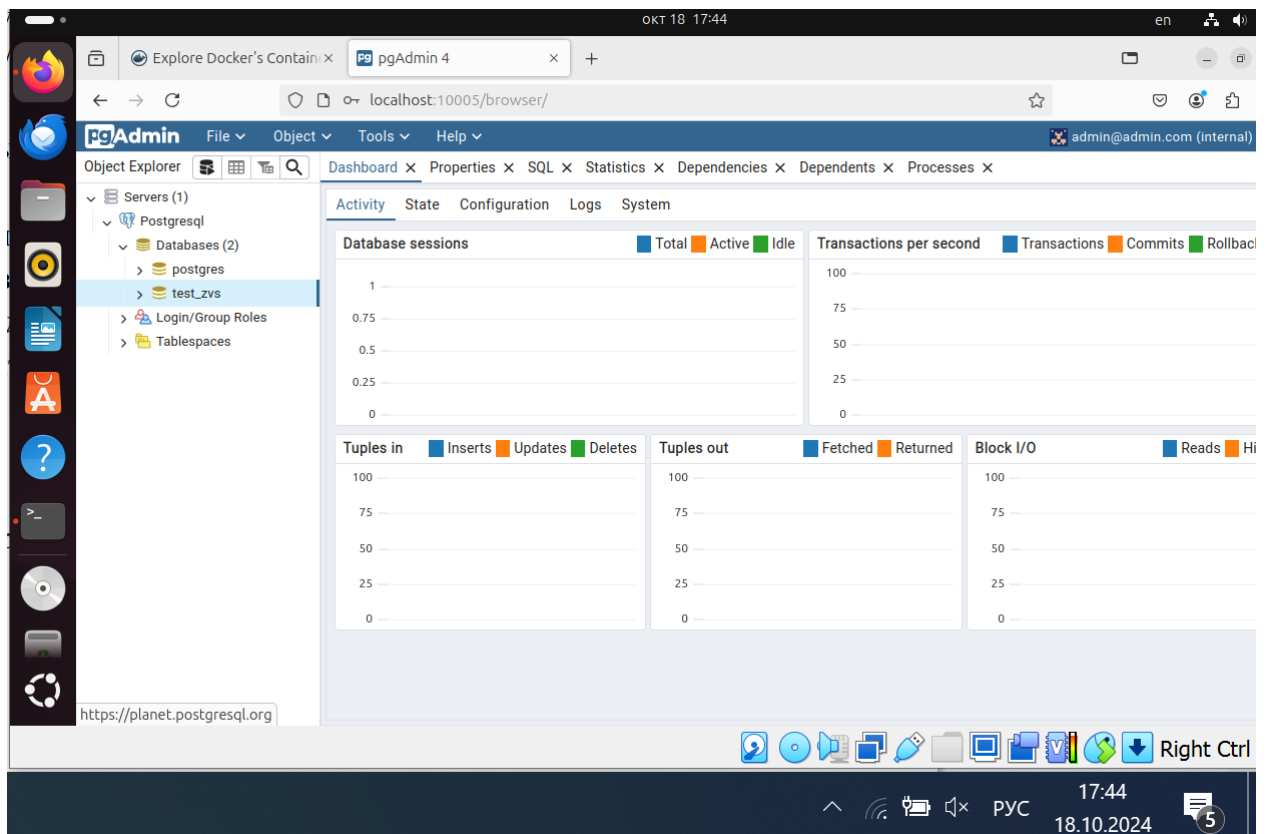 окт 18 17:44
en
Explore Docker's Contain
pgAdmin 4
localhost:10005/browser/
pgAdmin File Object Tools Help
admin@admin.com (internal)
Object Explorer
Dashboard Properties SQL Statistics Dependencies Dependents Processes
Servers (1)
Postgresql
Databases (2)
postgres
test_zvs
Login/Group Roles
Tablespaces
Activity State Configuration Logs System
Database sessions Total Active Idle
1
0.75
0.5
0.25
0
Transactions per second Transactions Commits Rollbac
100
75
50
25
0
Tuples in Inserts Updates Deletes
100
75
50
25
0
Tuples out Fetched Returned
100
75
50
25
0
Block I/O Reads Hi
100
75
50
25
0
https://planet.postgresql.org
Right Ctrl
РУС
17:44
18.10.2024
5